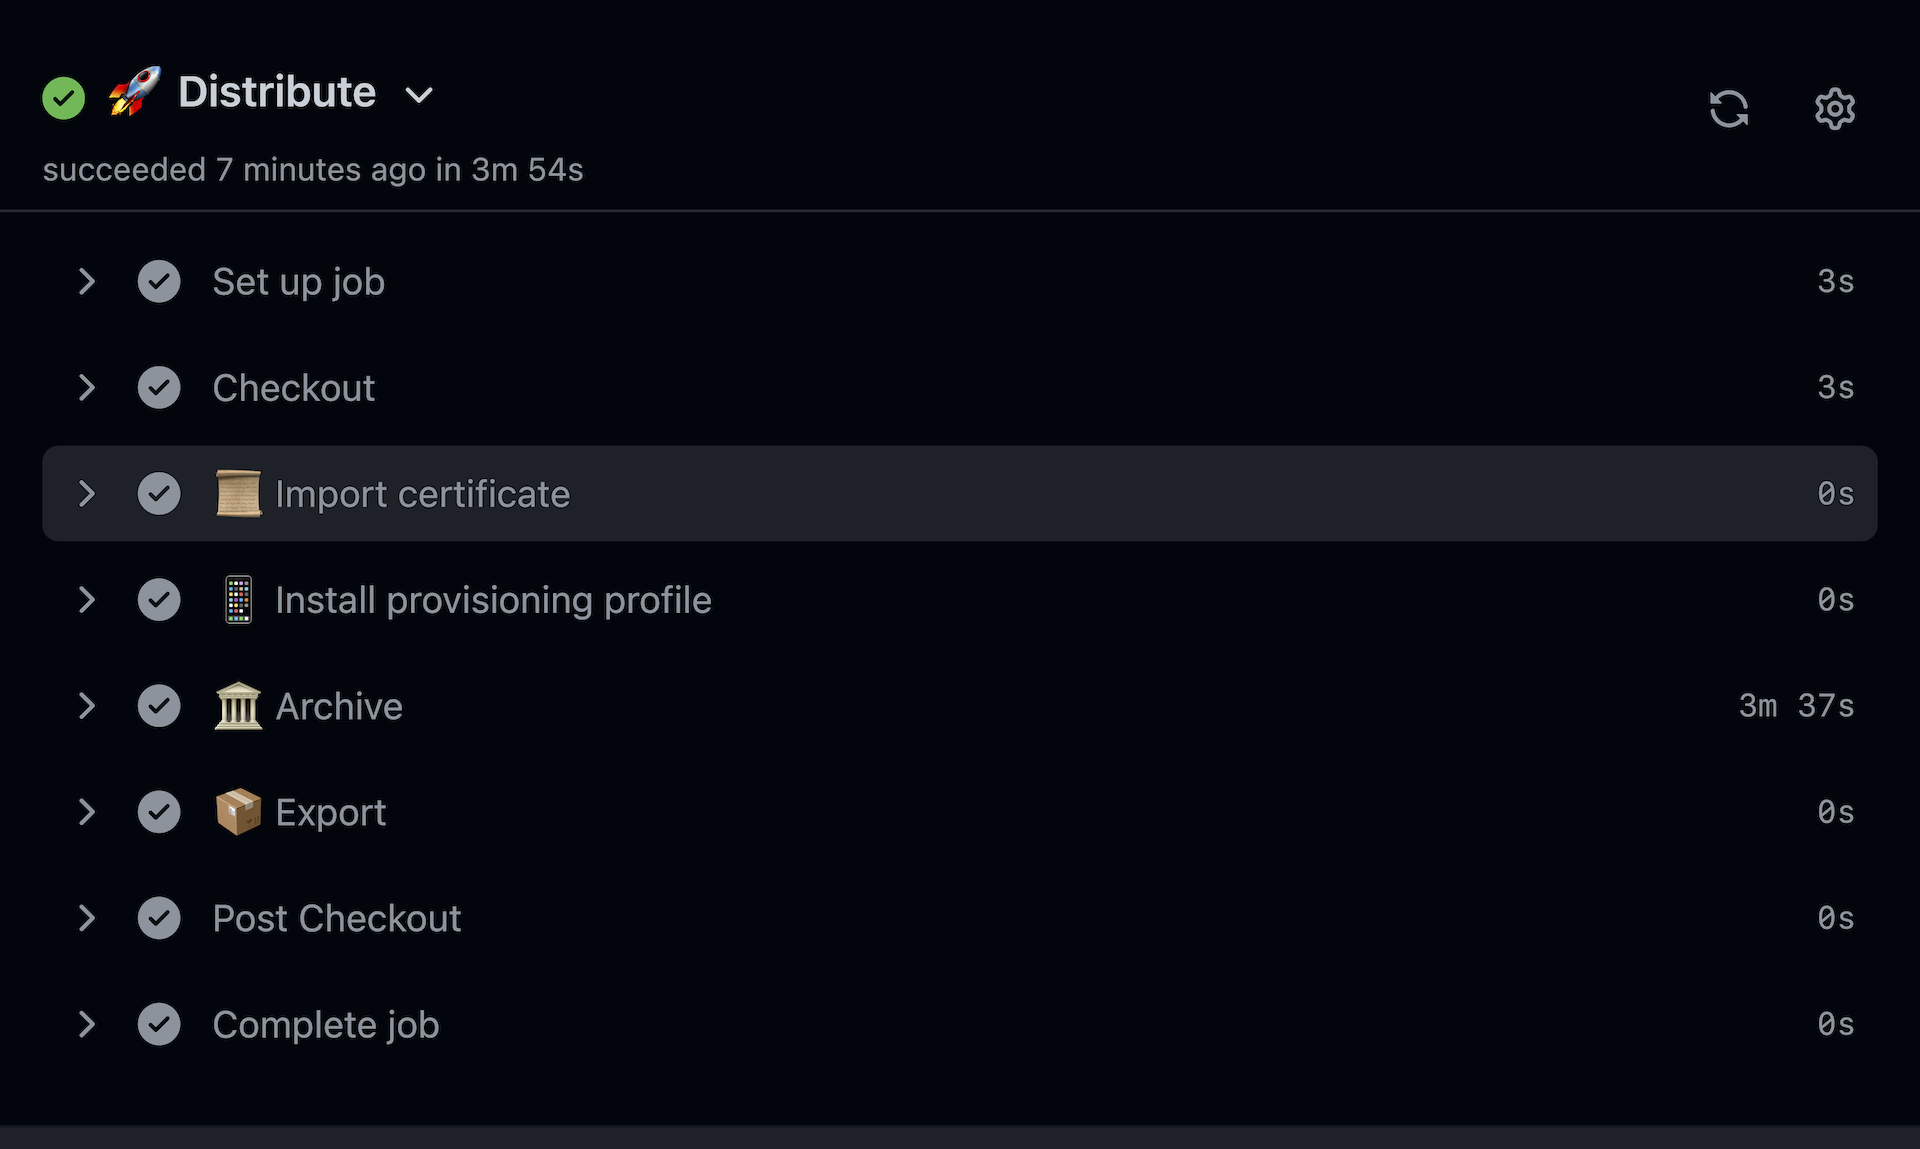 🚀 Distribute
succeeded 7 minutes ago in 3m 54s
Set up job 3s
Checkout 3s
📜 Import certificate 0s
📱 Install provisioning profile 0s
🏛 Archive 3m 37s
📦 Export 0s
Post Checkout 0s
Complete job 0s